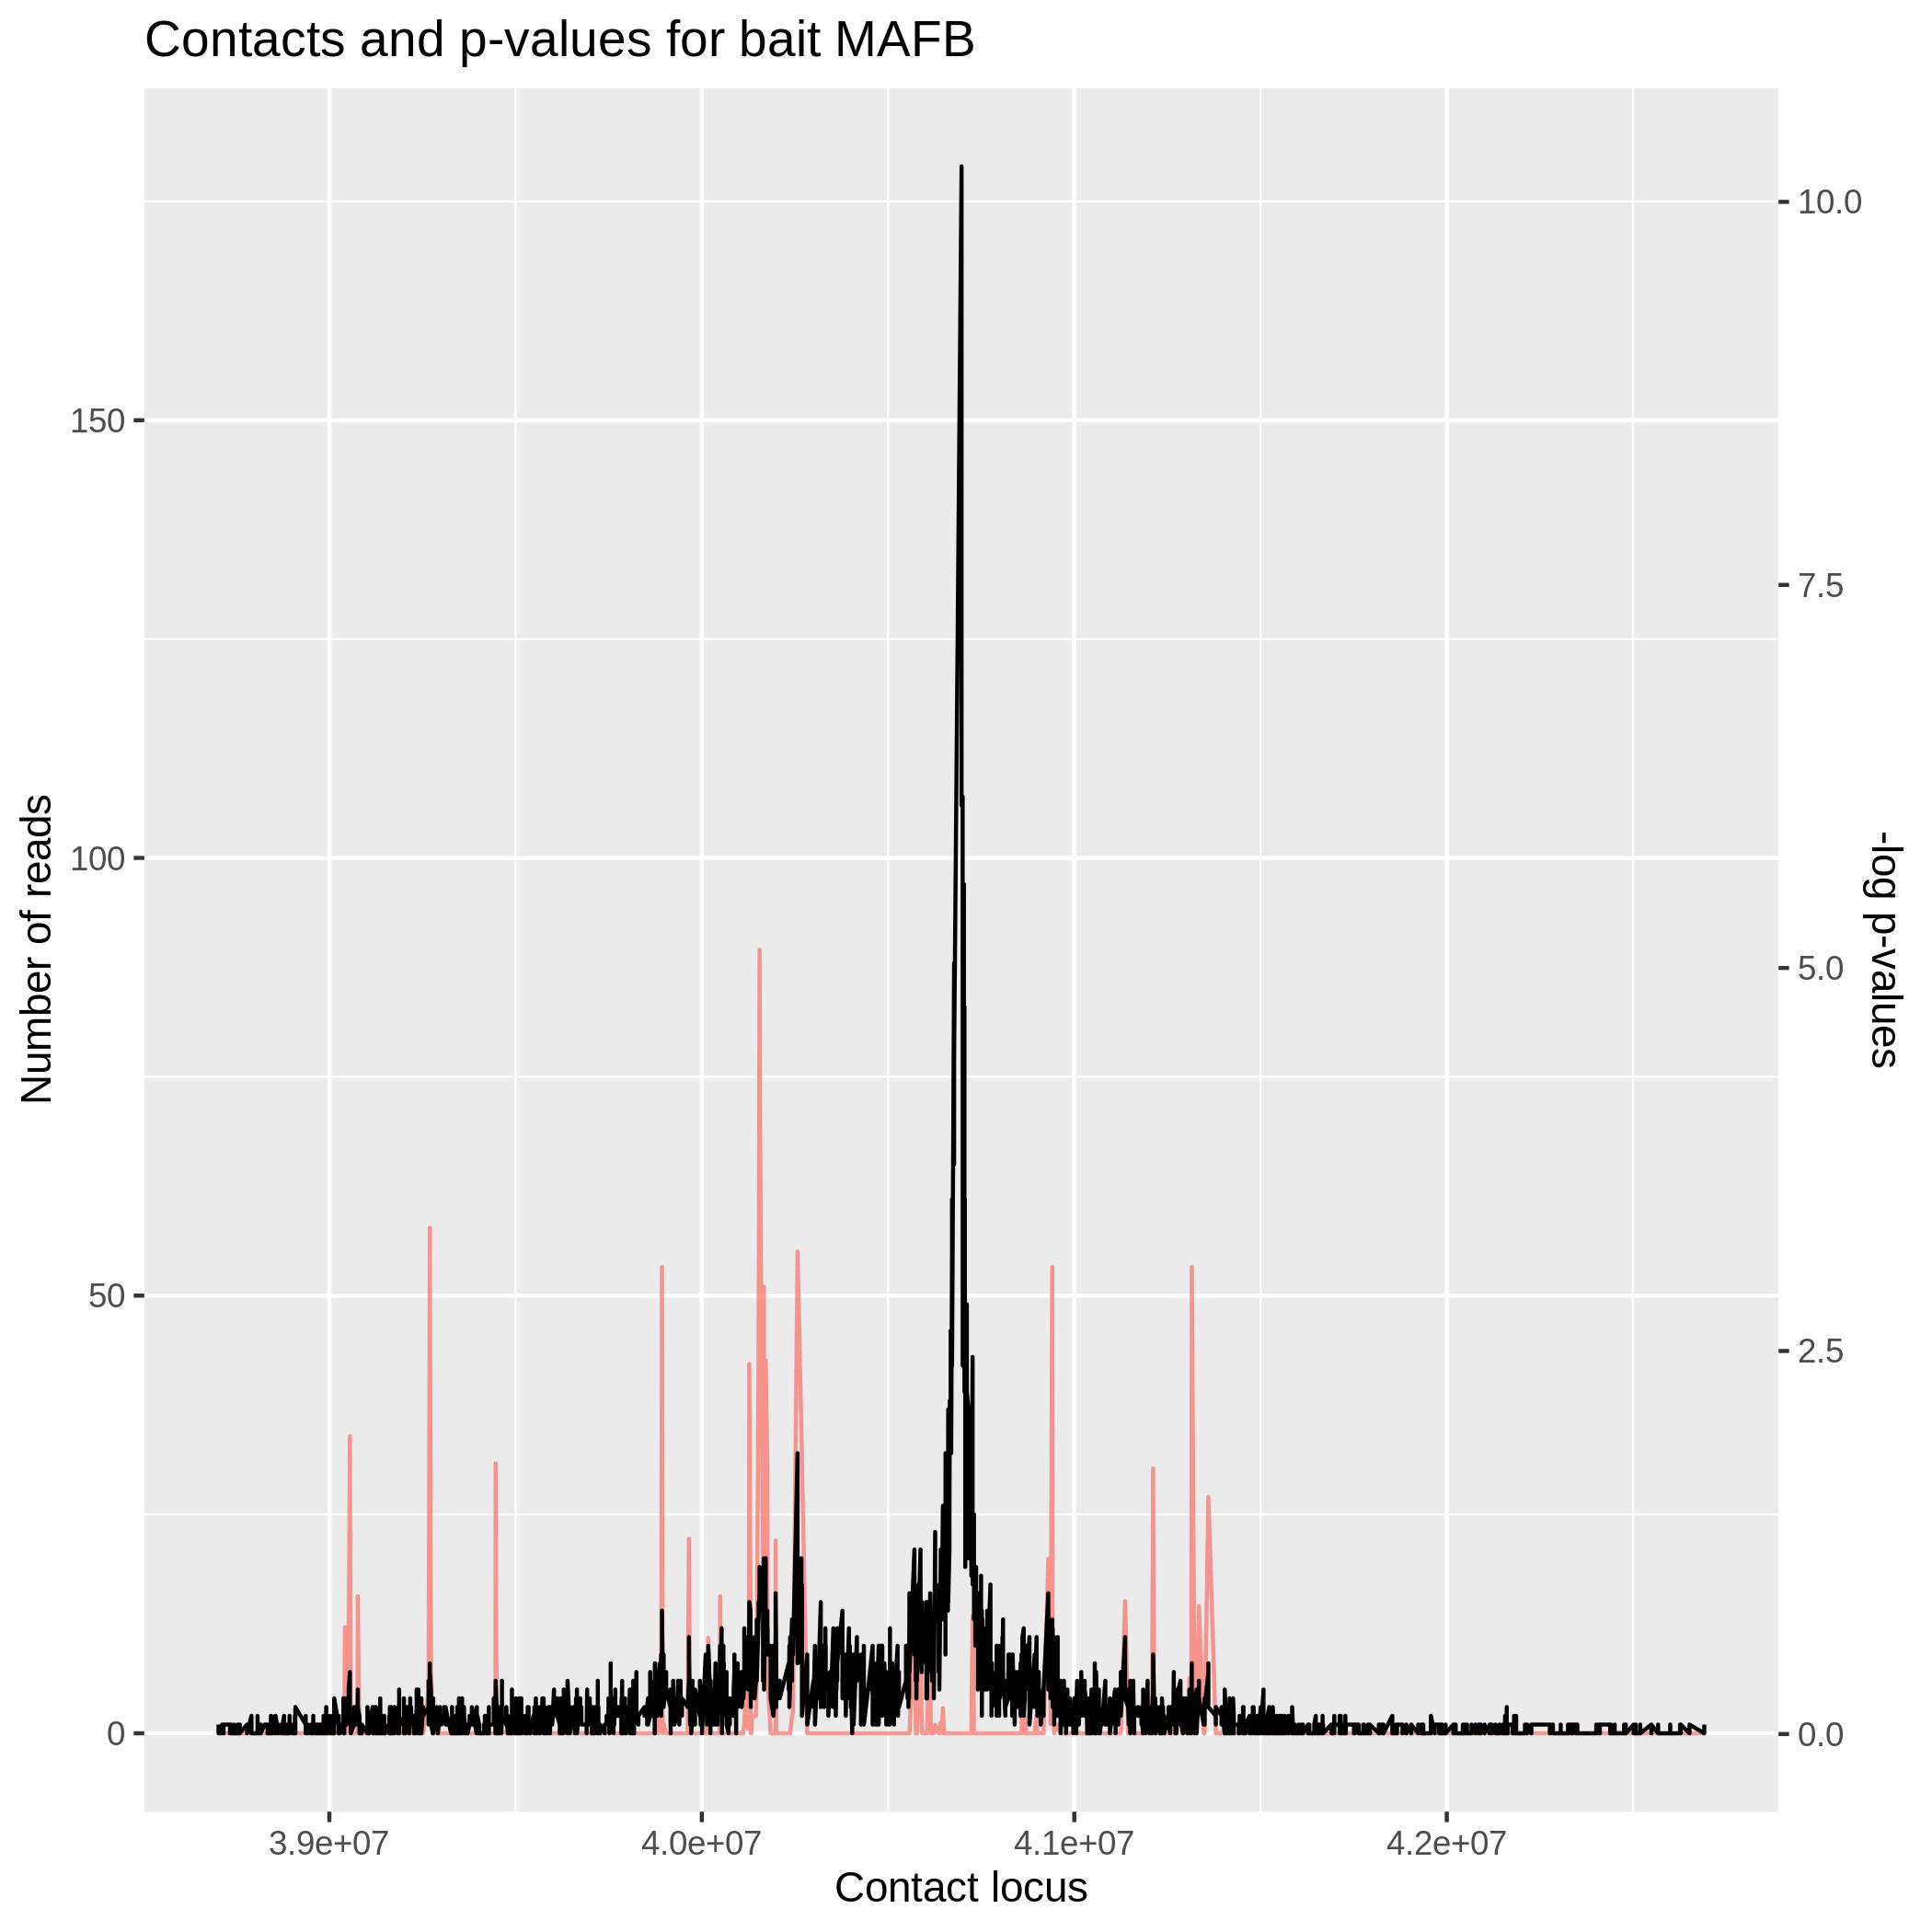 Contacts and p-values for bait MAFB
Number of reads
150
100
50
0
10.0
7.5
5.0
2.5
0.0
-log p-values
3.9e+07
4.0e+07
4.1e+07
4.2e+07
Contact locus